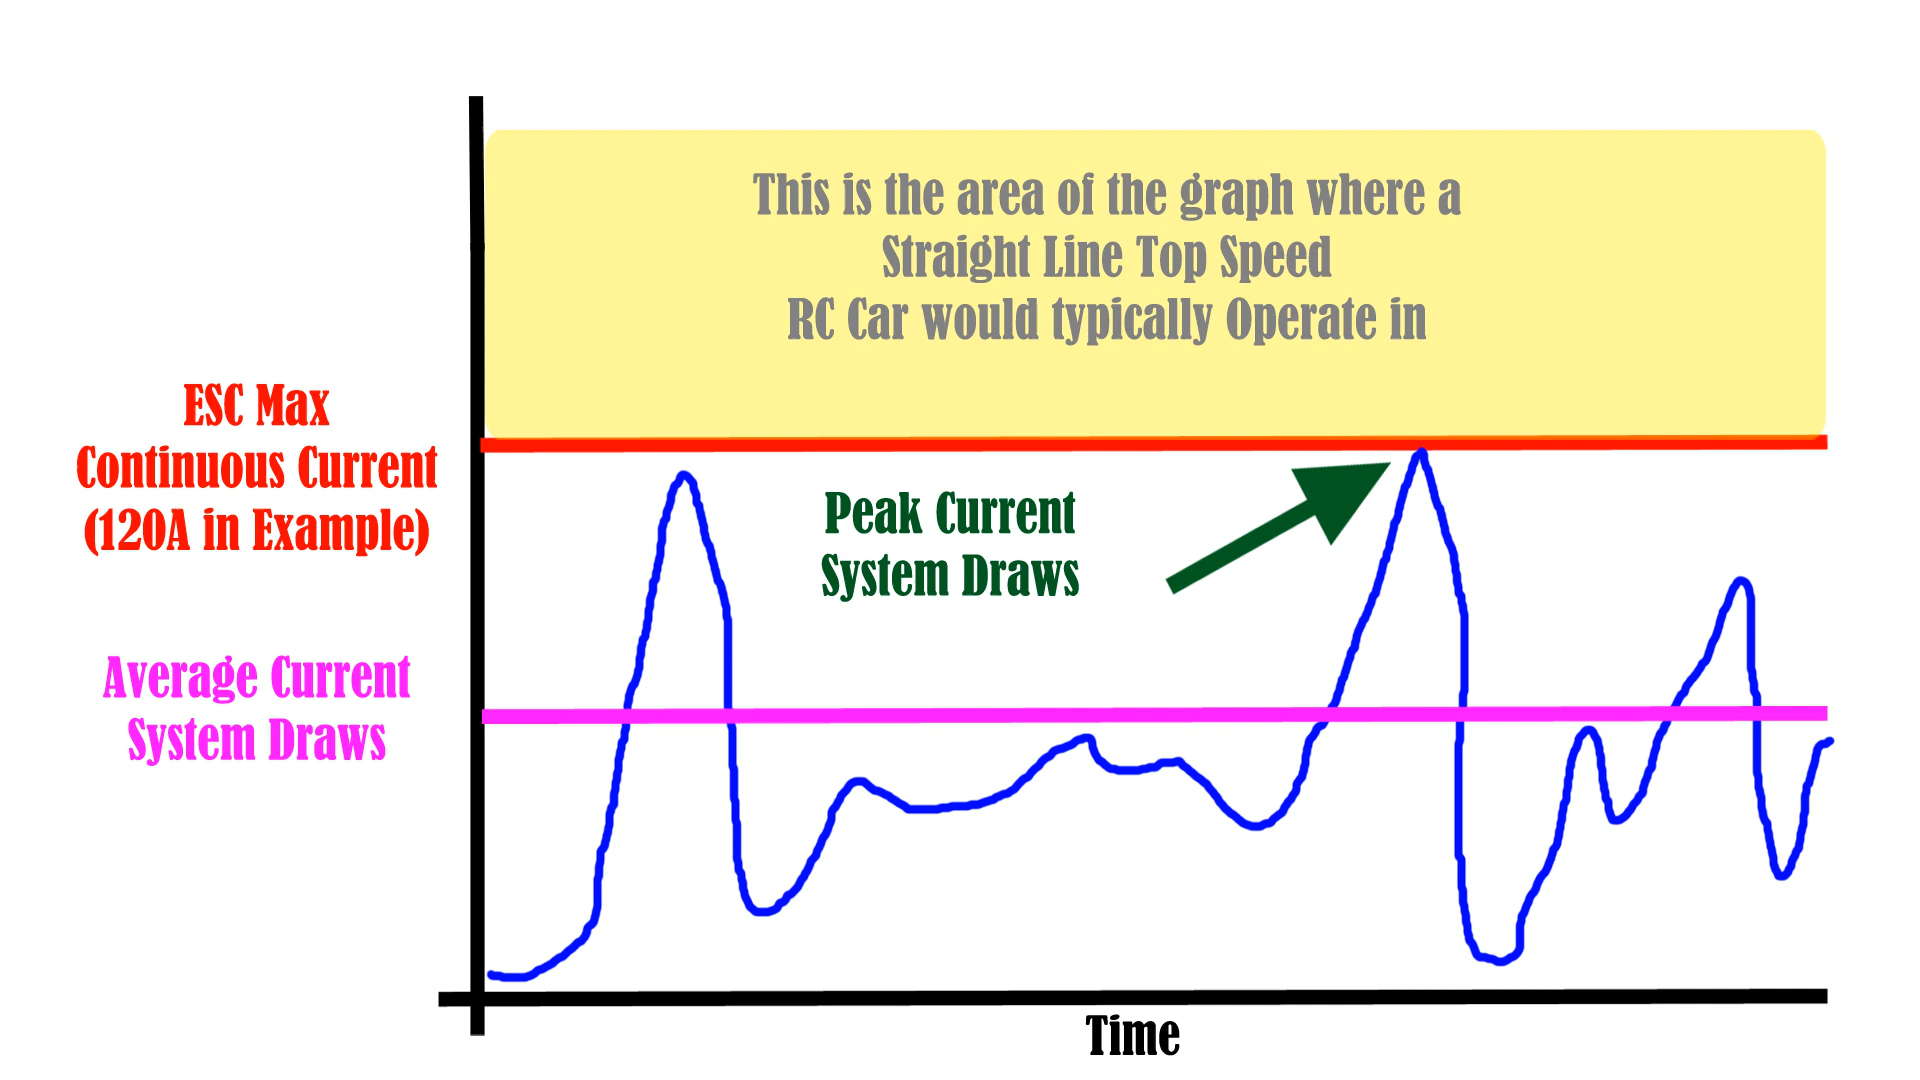 This is the area of the graph where a
Straight Line Top Speed
RC Car would typically Operate in
ESC Max
Continuous Current
(120A in Example)
Peak Current
System Draws
Average Current
System Draws
Time